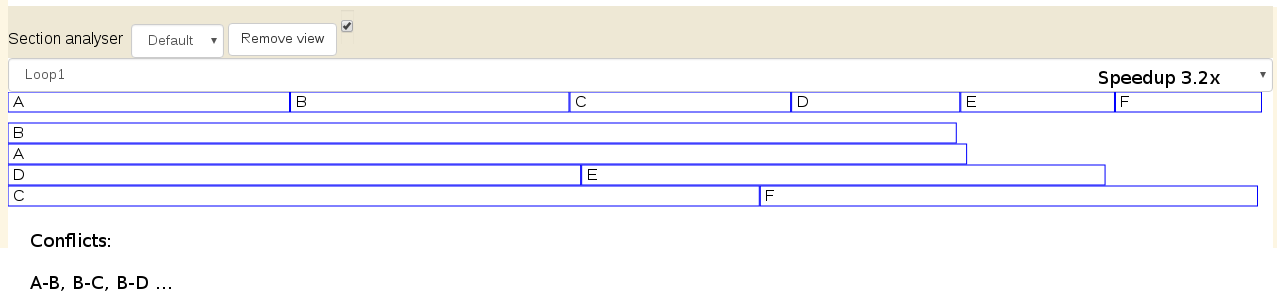 Section analyser Default Remove view
Loop1 Speedup 3.2x
A B C D E F
B
A
D E
C F
Conflicts:
A-B, B-C, B-D ...